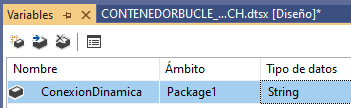 Variables
CONTENEDORBUCLE_...CH.dtsx [Diseño]*
Nombre Ámbito Tipo de datos
ConexionDinamica Package1 String